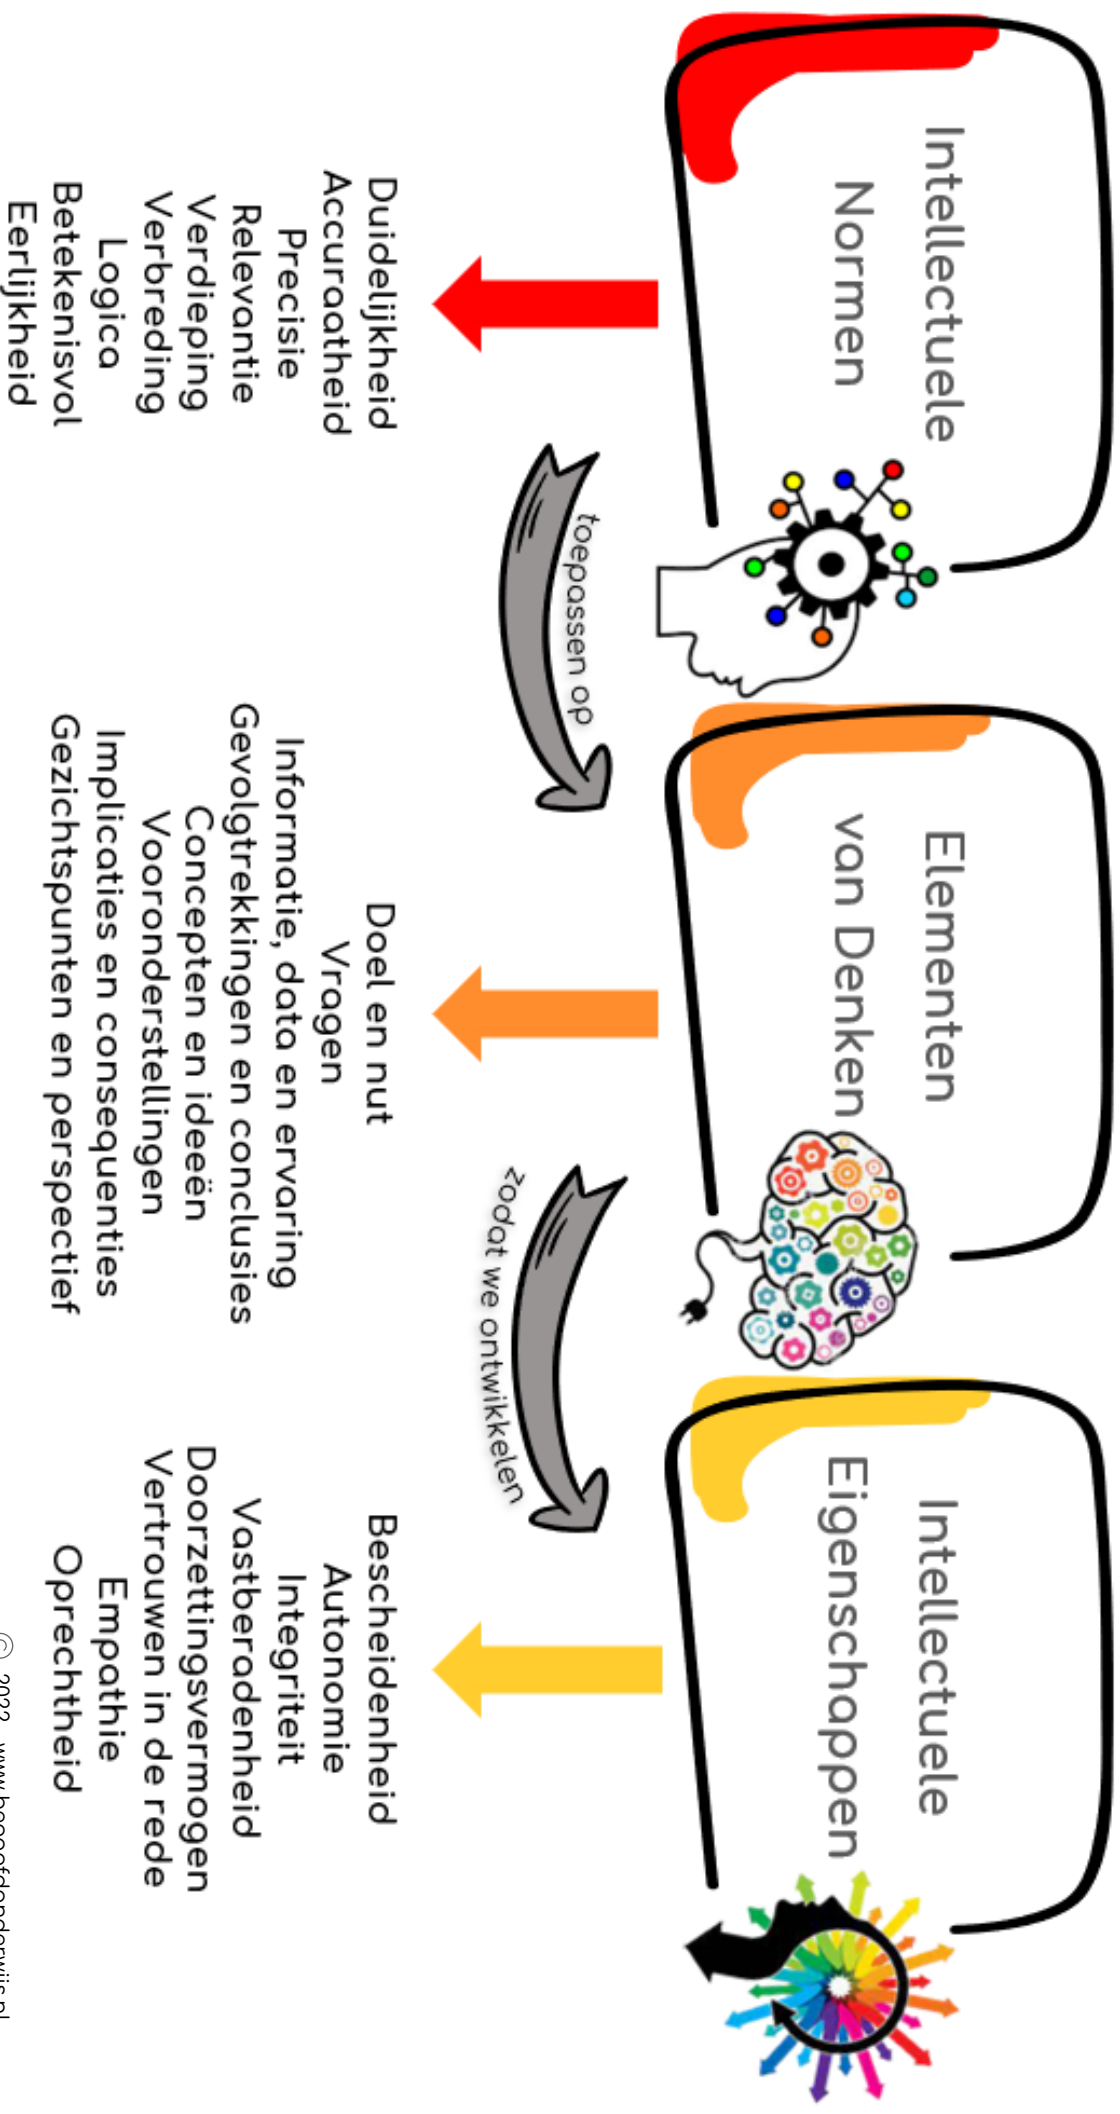 Intellectuele
Normen
Duidelijkheid
Accuraatheid
Precisie
Relevantie
Verdieping
Verbreding
Logica
Betekenisvol
Eerlijkheid
toepassen op
Elementen
van Denken
Doel en nut
Vragen
Informatie, data en ervaring
Gevolgtrekkingen en conclusies
Concepten en ideeën
Vooronderstellingen
Implicaties en consequenties
Gezichtspunten en perspectief
zodat we ontwikkelen
Intellectuele
Eigenschappen
Bescheidenheid
Autonomie
Integriteit
Vastberadenheid
Doorzettingsvermogen
Vertrouwen in de rede
Empathie
Oprechtheid
© 2022